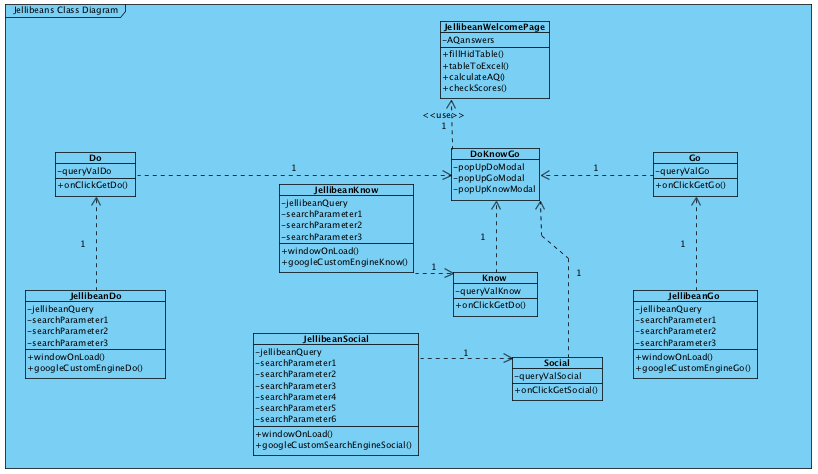 Jellibeans Class Diagram
JellibeanWelcomePage
-AQanswers
+fillHidTable()
+tableToExcel()
+calculateAQ()
+checkScores()
<<use>>
1
Do
-queryValDo
+onClickGetDo()
1
DoKnowGo
-popUpDoModal
-popUpGoModal
-popUpKnowModal
1
Go
-queryValGo
+onClickGetGo()
JellibeanKnow
-jellibeanQuery
-searchParameter1
-searchParameter2
-searchParameter3
+windowOnLoad()
+googleCustomEngineKnow()
1
1
1
1
1
Know
-queryValKnow
+onClickGetDo()
JellibeanDo
-jellibeanQuery
-searchParameter1
-searchParameter2
-searchParameter3
+windowOnLoad()
+googleCustomEngineDo()
JellibeanGo
-jellibeanQuery
-searchParameter1
-searchParameter2
-searchParameter3
+windowOnLoad()
+googleCustomEngineGo()
JellibeanSocial
-jellibeanQuery
-searchParameter1
-searchParameter2
-searchParameter3
-searchParameter4
-searchParameter5
-searchParameter6
+windowOnLoad()
+googleCustomSearchEngineSocial()
1
Social
-queryValSocial
+onClickGetSocial()